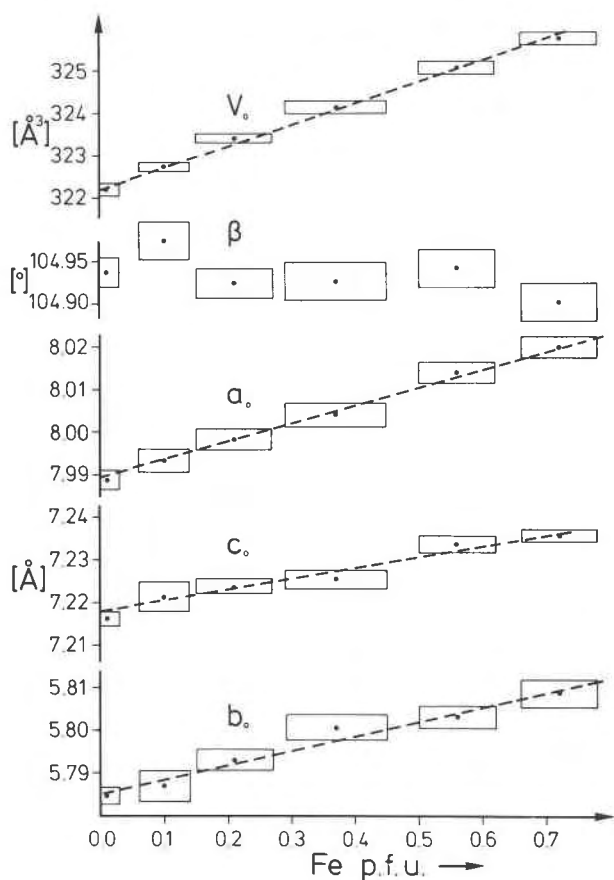 V₀
[Å³]
325
324
323
322
β
[°]
104.95
104.90
a₀
8.02
8.01
8.00
7.99
c₀
[Å]
7.24
7.23
7.22
7.21
b₀
5.81
5.80
5.79
0.0 0.1 0.2 0.3 0.4 0.5 0.6 0.7
Fe p.f.u. →